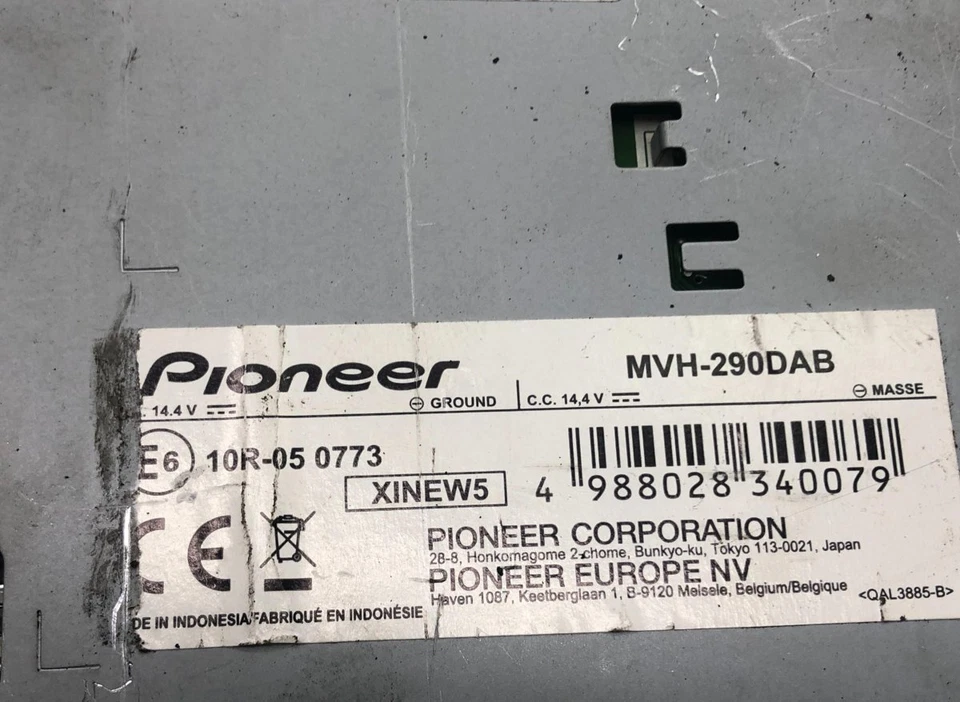 Pioneer
MVH-290DAB
14.4 V GROUND
C.C. 14,4 V MASSE
E6 10R-05 0773
XINEW5
4 988028 340079
CE
PIONEER CORPORATION
28-8, Honkomagome 2-chome, Bunkyo-ku, Tokyo 113-0021, Japan
PIONEER EUROPE NV
Haven 1087, Keetberglaan 1, B-9120 Melsele, Belgium/Belgique
<QAL3885-B>
DE IN INDONESIA/FABRIQUÉ EN INDONÉSIE